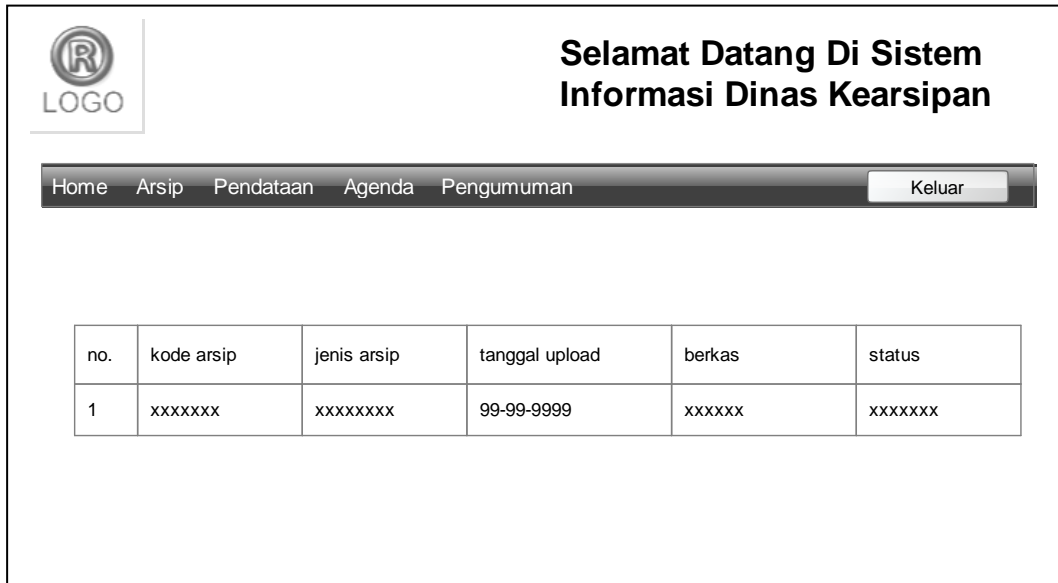 ® LOGO
Selamat Datang Di Sistem
Informasi Dinas Kearsipan
Home Arsip Pendataan Agenda Pengumuman Keluar
no. kode arsip jenis arsip tanggal upload berkas status
1 xxxxxxx xxxxxxxx 99-99-9999 xxxxxx xxxxxxx